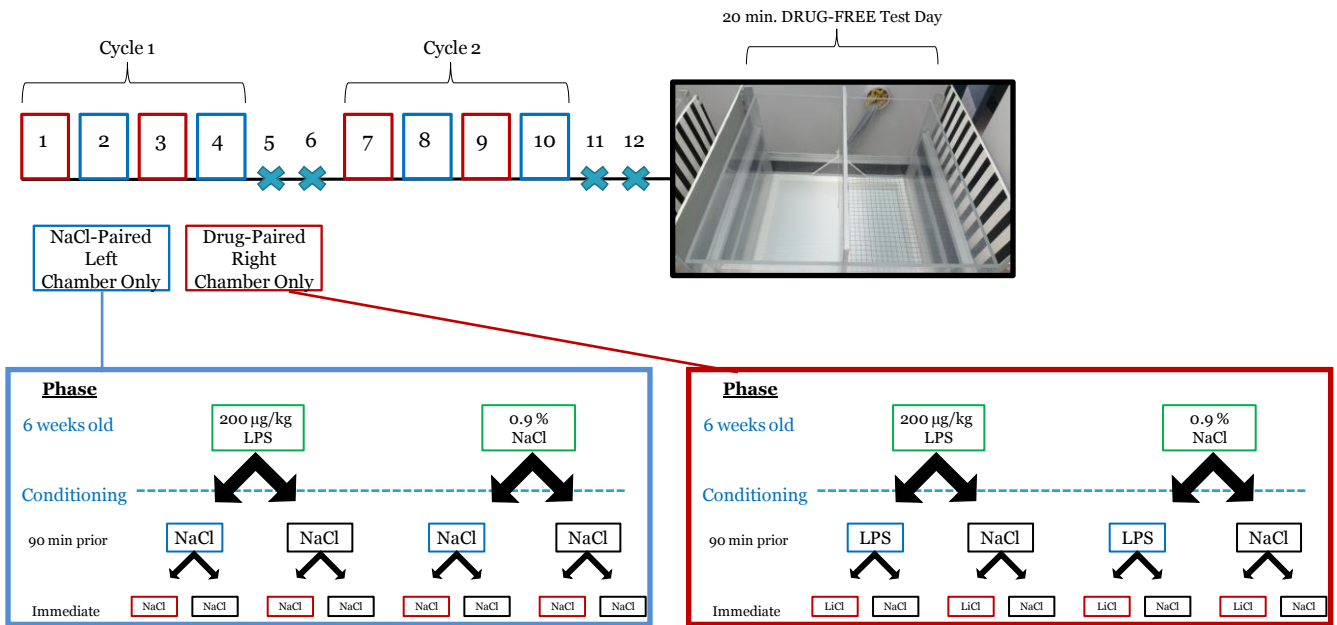 20 min. DRUG-FREE Test Day
Cycle 1
Cycle 2
1 2 3 4 5 6 7 8 9 10 11 12
NaCl-Paired
Left
Chamber Only
Drug-Paired
Right
Chamber Only
Phase
6 weeks old
200 µg/kg
LPS
0.9 %
NaCl
Conditioning
90 min prior
NaCl NaCl NaCl NaCl
Immediate
NaCl NaCl NaCl NaCl NaCl NaCl NaCl NaCl
Phase
6 weeks old
200 µg/kg
LPS
0.9 %
NaCl
Conditioning
90 min prior
LPS NaCl LPS NaCl
Immediate
LiCl NaCl LiCl NaCl LiCl NaCl LiCl NaCl